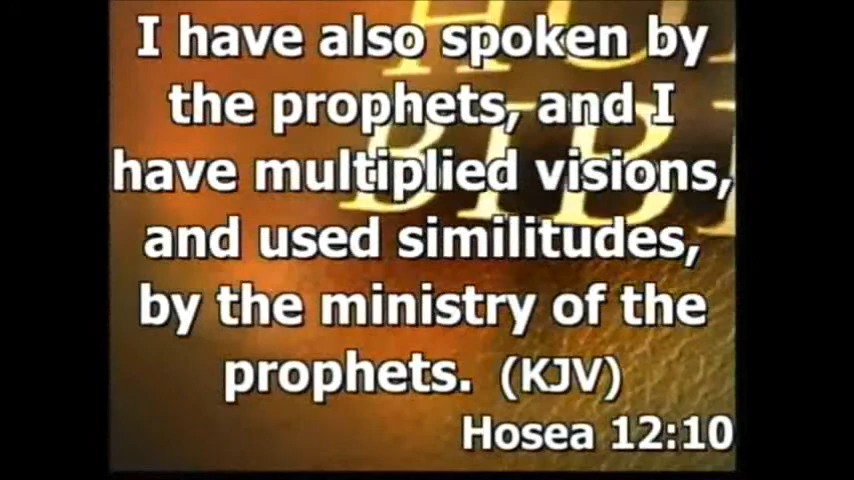 I have also spoken by
the prophets, and I
have multiplied visions,
and used similitudes,
by the ministry of the
prophets. (KJV)
Hosea 12:10